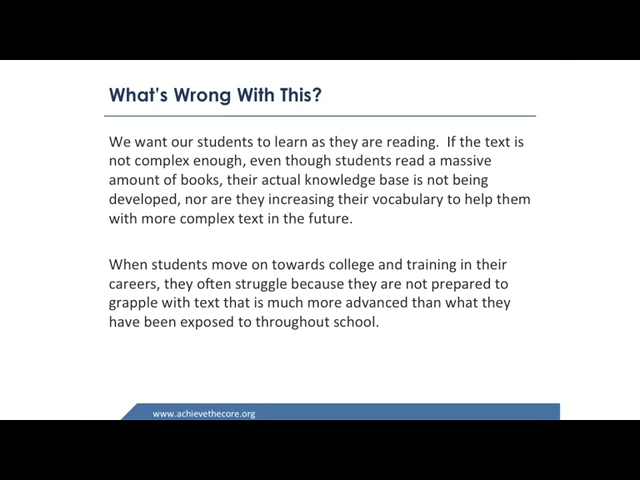 What's Wrong With This?
We want our students to learn as they are reading.  If the text is
not complex enough, even though students read a massive
amount of books, their actual knowledge base is not being
developed, nor are they increasing their vocabulary to help them
with more complex text in the future.
When students move on towards college and training in their
careers, they often struggle because they are not prepared to
grapple with text that is much more advanced than what they
have been exposed to throughout school.
www.achievethecore.org